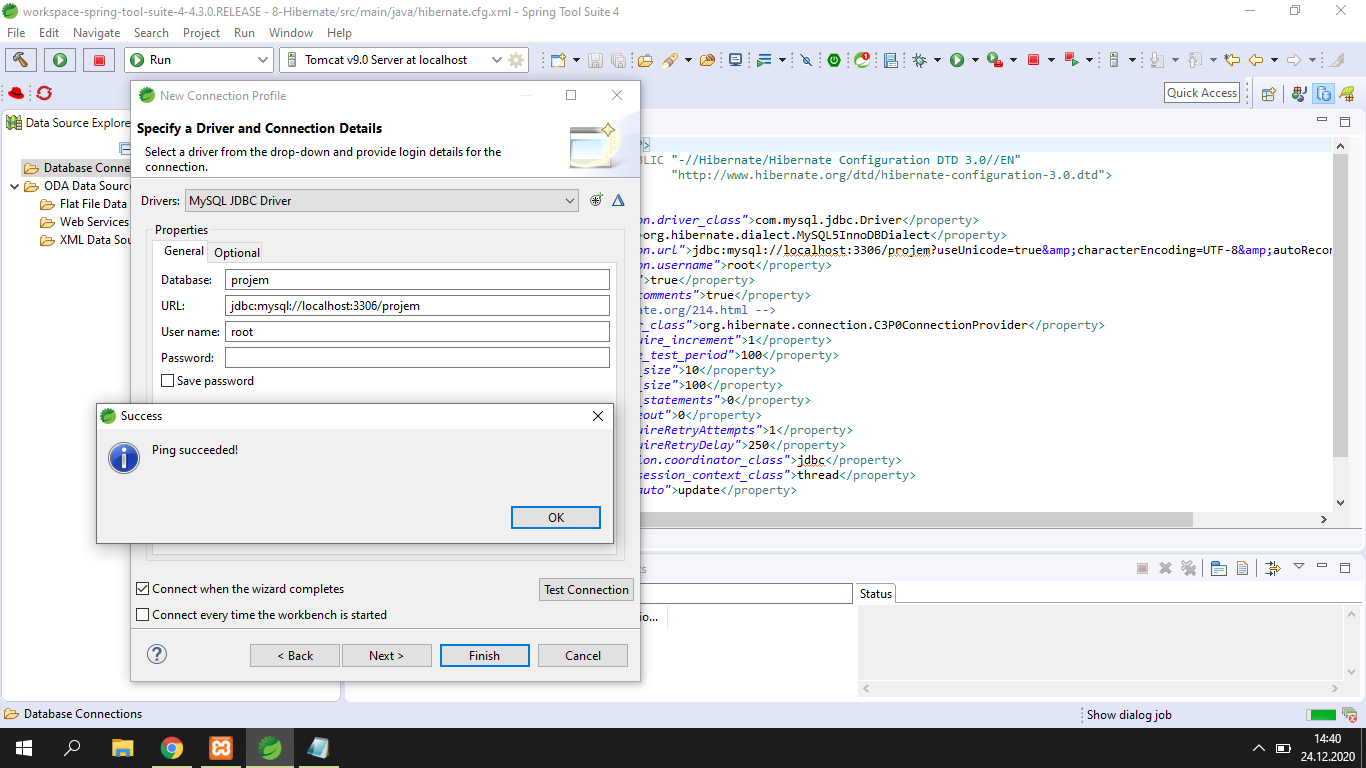 workspace-spring-tool-suite-4-4.3.0.RELEASE - 8-Hibernate/src/main/java/hibernate.cfg.xml - Spring Tool Suite 4
File Edit Navigate Search Project Run Window Help
Run
Tomcat v9.0 Server at localhost
Quick Access
Data Source Explore
Database Conne
ODA Data Sourc
Flat File Data
Web Services
XML Data Sou
New Connection Profile
Specify a Driver and Connection Details
Select a driver from the drop-down and provide login details for the
connection.
Drivers: MySQL JDBC Driver
Properties
General Optional
Database: projem
URL: jdbc:mysql://localhost:3306/projem
User name: root
Password:
Save password
Success
Ping succeeded!
OK
Connect when the wizard completes
Test Connection
Connect every time the workbench is started
< Back Next > Finish Cancel
?>
BLIC "-//Hibernate/Hibernate Configuration DTD 3.0//EN"
"http://www.hibernate.org/dtd/hibernate-configuration-3.0.dtd">
on.driver_class">com.mysql.jdbc.Driver</property>
>org.hibernate.dialect.MySQL5InnoDBDialect</property>
on.url">jdbc:mysql://localhost:3306/projem?useUnicode=true&amp;characterEncoding=UTF-8&amp;autoRecon
on.username">root</property>
">true</property>
comments">true</property>
ate.org/214.html -->
r_class">org.hibernate.connection.C3P0ConnectionProvider</property>
uire_increment">1</property>
e_test_period">100</property>
_size">10</property>
_size">100</property>
_statements">0</property>
eout">0</property>
uireRetryAttempts">1</property>
uireRetryDelay">250</property>
ion.coordinator_class">jdbc</property>
session_context_class">thread</property>
auto">update</property>
ts
io...
Status
Database Connections
Show dialog job
14:40
24.12.2020